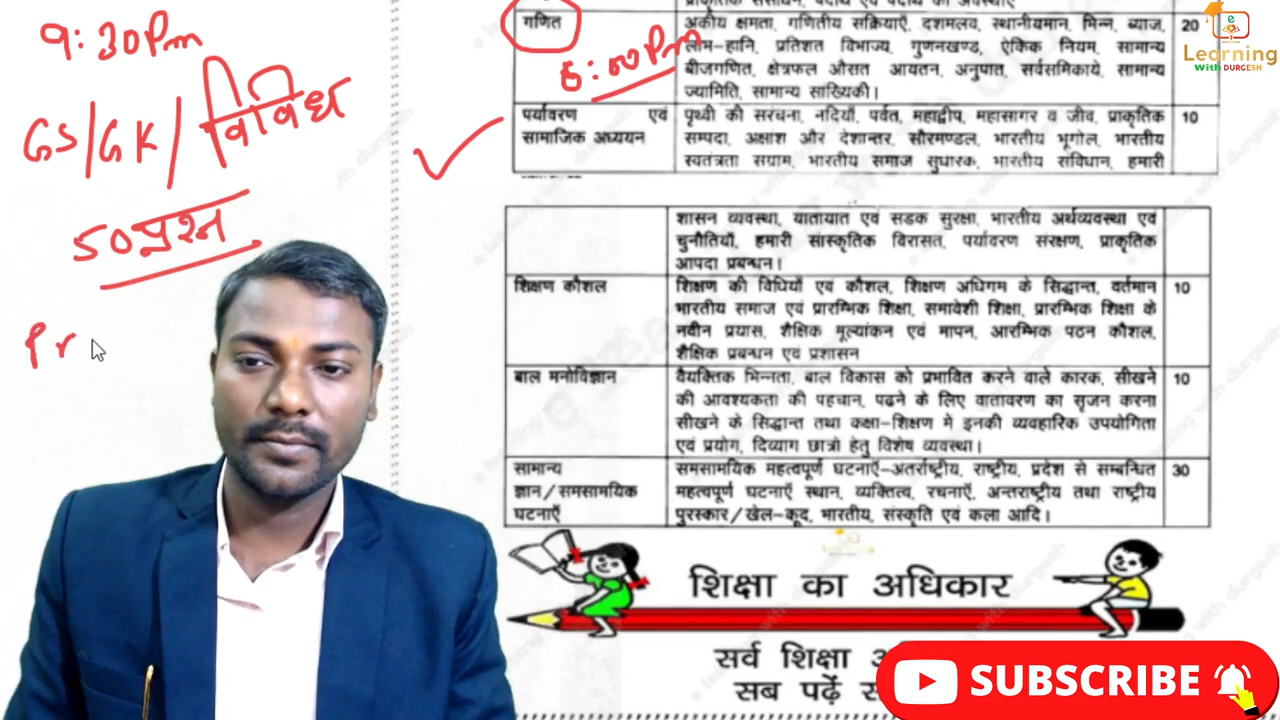 9:30Pm
GS/GK/विविध
50प्रश्न
Pr
गणित
अंकीय क्षमता, गणितीय संक्रियाऐं, दशमलव, स्थानीयमान भिन्न, ब्याज, 20
लाभ-हानि, प्रतिशत विभाज्य, गुणनखण्ड, ऐकिक नियम, सामान्य
बीजगणित, क्षेत्रफल औसत आयतन, अनुपात, सर्वसमिकायें, सामान्य
ज्यामिति, सामान्य सांख्यिकी।
:00Pm
पर्यावरण एवं पृथ्वी की सरंचना, नदियॉं, पर्वत, महाद्वीप, महासागर व जीव, प्राकृतिक 10
सामाजिक अध्ययन सम्पदा, अक्षांश और देशान्तर, सौरमण्डल, भारतीय भूगोल, भारतीय
स्वतंत्रता संग्राम, भारतीय समाज सुधारक, भारतीय संविधान, हमारी
शासन व्यवस्था, यातायात एवं सडक सुरक्षा, भारतीय अर्थव्यवस्था एवं
चुनौतियॉं, हमारी सांस्कृतिक विरासत, पर्यावरण संरक्षण, प्राकृतिक
आपदा प्रबन्धन।
शिक्षण कौशल शिक्षण की विधियॉं एवं कौशल, शिक्षण अधिगम के सिद्धान्त, वर्तमान 10
भारतीय समाज एवं प्रारम्भिक शिक्षा, समावेशी शिक्षा, प्रारम्भिक शिक्षा के
नवीन प्रयास, शैक्षिक मूल्यांकन एवं मापन, आरम्भिक पठन कौशल,
शैक्षिक प्रबन्धन एवं प्रशासन
बाल मनोविज्ञान वैयक्तिक भिन्नता, बाल विकास को प्रभावित करने वाले कारक, सीखने 10
की आवश्यकता की पहचान, पढने के लिए वातावरण का सृजन करना
सीखने के सिद्धान्त तथा कक्षा-शिक्षण मे इनकी व्यवहारिक उपयोगिता
एवं प्रयोग, दिव्याग छात्रो हेतु विशेष व्यवस्था।
सामान्य समसामयिक महत्वपूर्ण घटनाऐं-अंतर्राष्ट्रीय, राष्ट्रीय, प्रदेश से सम्बन्धित 30
ज्ञान/समसामयिक महत्वपूर्ण घटनाऐं स्थान, व्यक्तित्व, रचनाऐं, अन्तराष्ट्रीय तथा राष्ट्रीय
घटनाऐं पुरस्कार/खेल-कूद, भारतीय, संस्कृति एवं कला आदि।
शिक्षा का अधिकार
सर्व शिक्षा
सब पढ़ें
SUBSCRIBE
e
Learning
With DURGESH